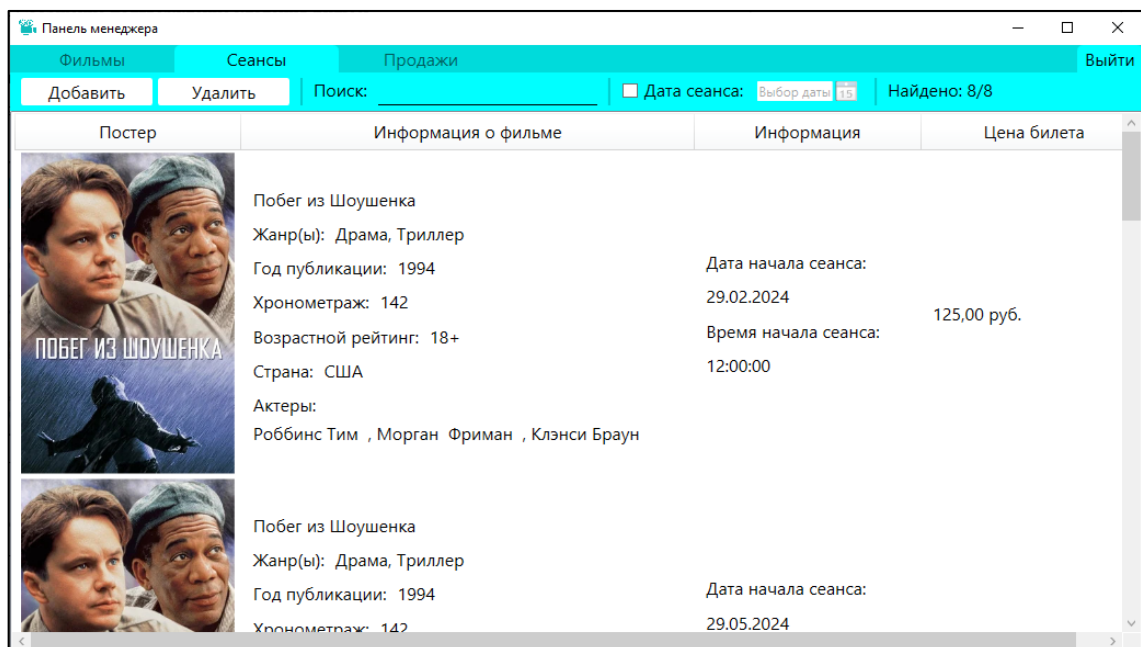 Панель менеджера
Фильмы Сеансы Продажи Выйти
Добавить Удалить Поиск: Дата сеанса: Выбор даты 15 Найдено: 8/8
Постер Информация о фильме Информация Цена билета
ПОБЕГ ИЗ ШОУШЕНКА
Побег из Шоушенка
Жанр(ы): Драма, Триллер
Год публикации: 1994
Хронометраж: 142
Возрастной рейтинг: 18+
Страна: США
Актеры:
Роббинс Тим , Морган Фриман , Клэнси Браун
Дата начала сеанса:
29.02.2024
Время начала сеанса:
12:00:00
125,00 руб.
Побег из Шоушенка
Жанр(ы): Драма, Триллер
Год публикации: 1994
Хронометраж: 142
Дата начала сеанса:
29.05.2024